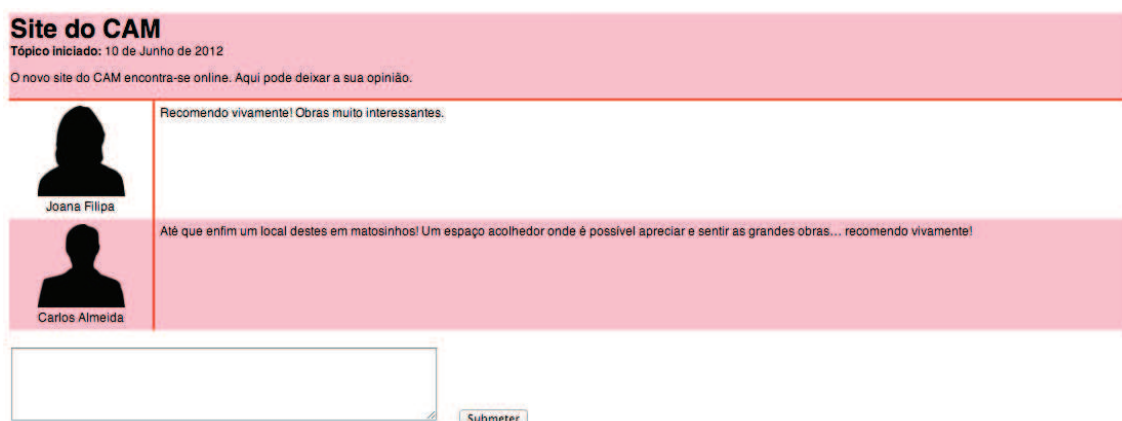 Site do CAM
Tópico iniciado: 10 de Junho de 2012
O novo site do CAM encontra-se online. Aqui pode deixar a sua opinião.
Recomendo vivamente! Obras muito interessantes.
Joana Filipa
Até que enfim um local destes em matosinhos! Um espaço acolhedor onde é possível apreciar e sentir as grandes obras... recomendo vivamente!
Carlos Almeida
Submeter